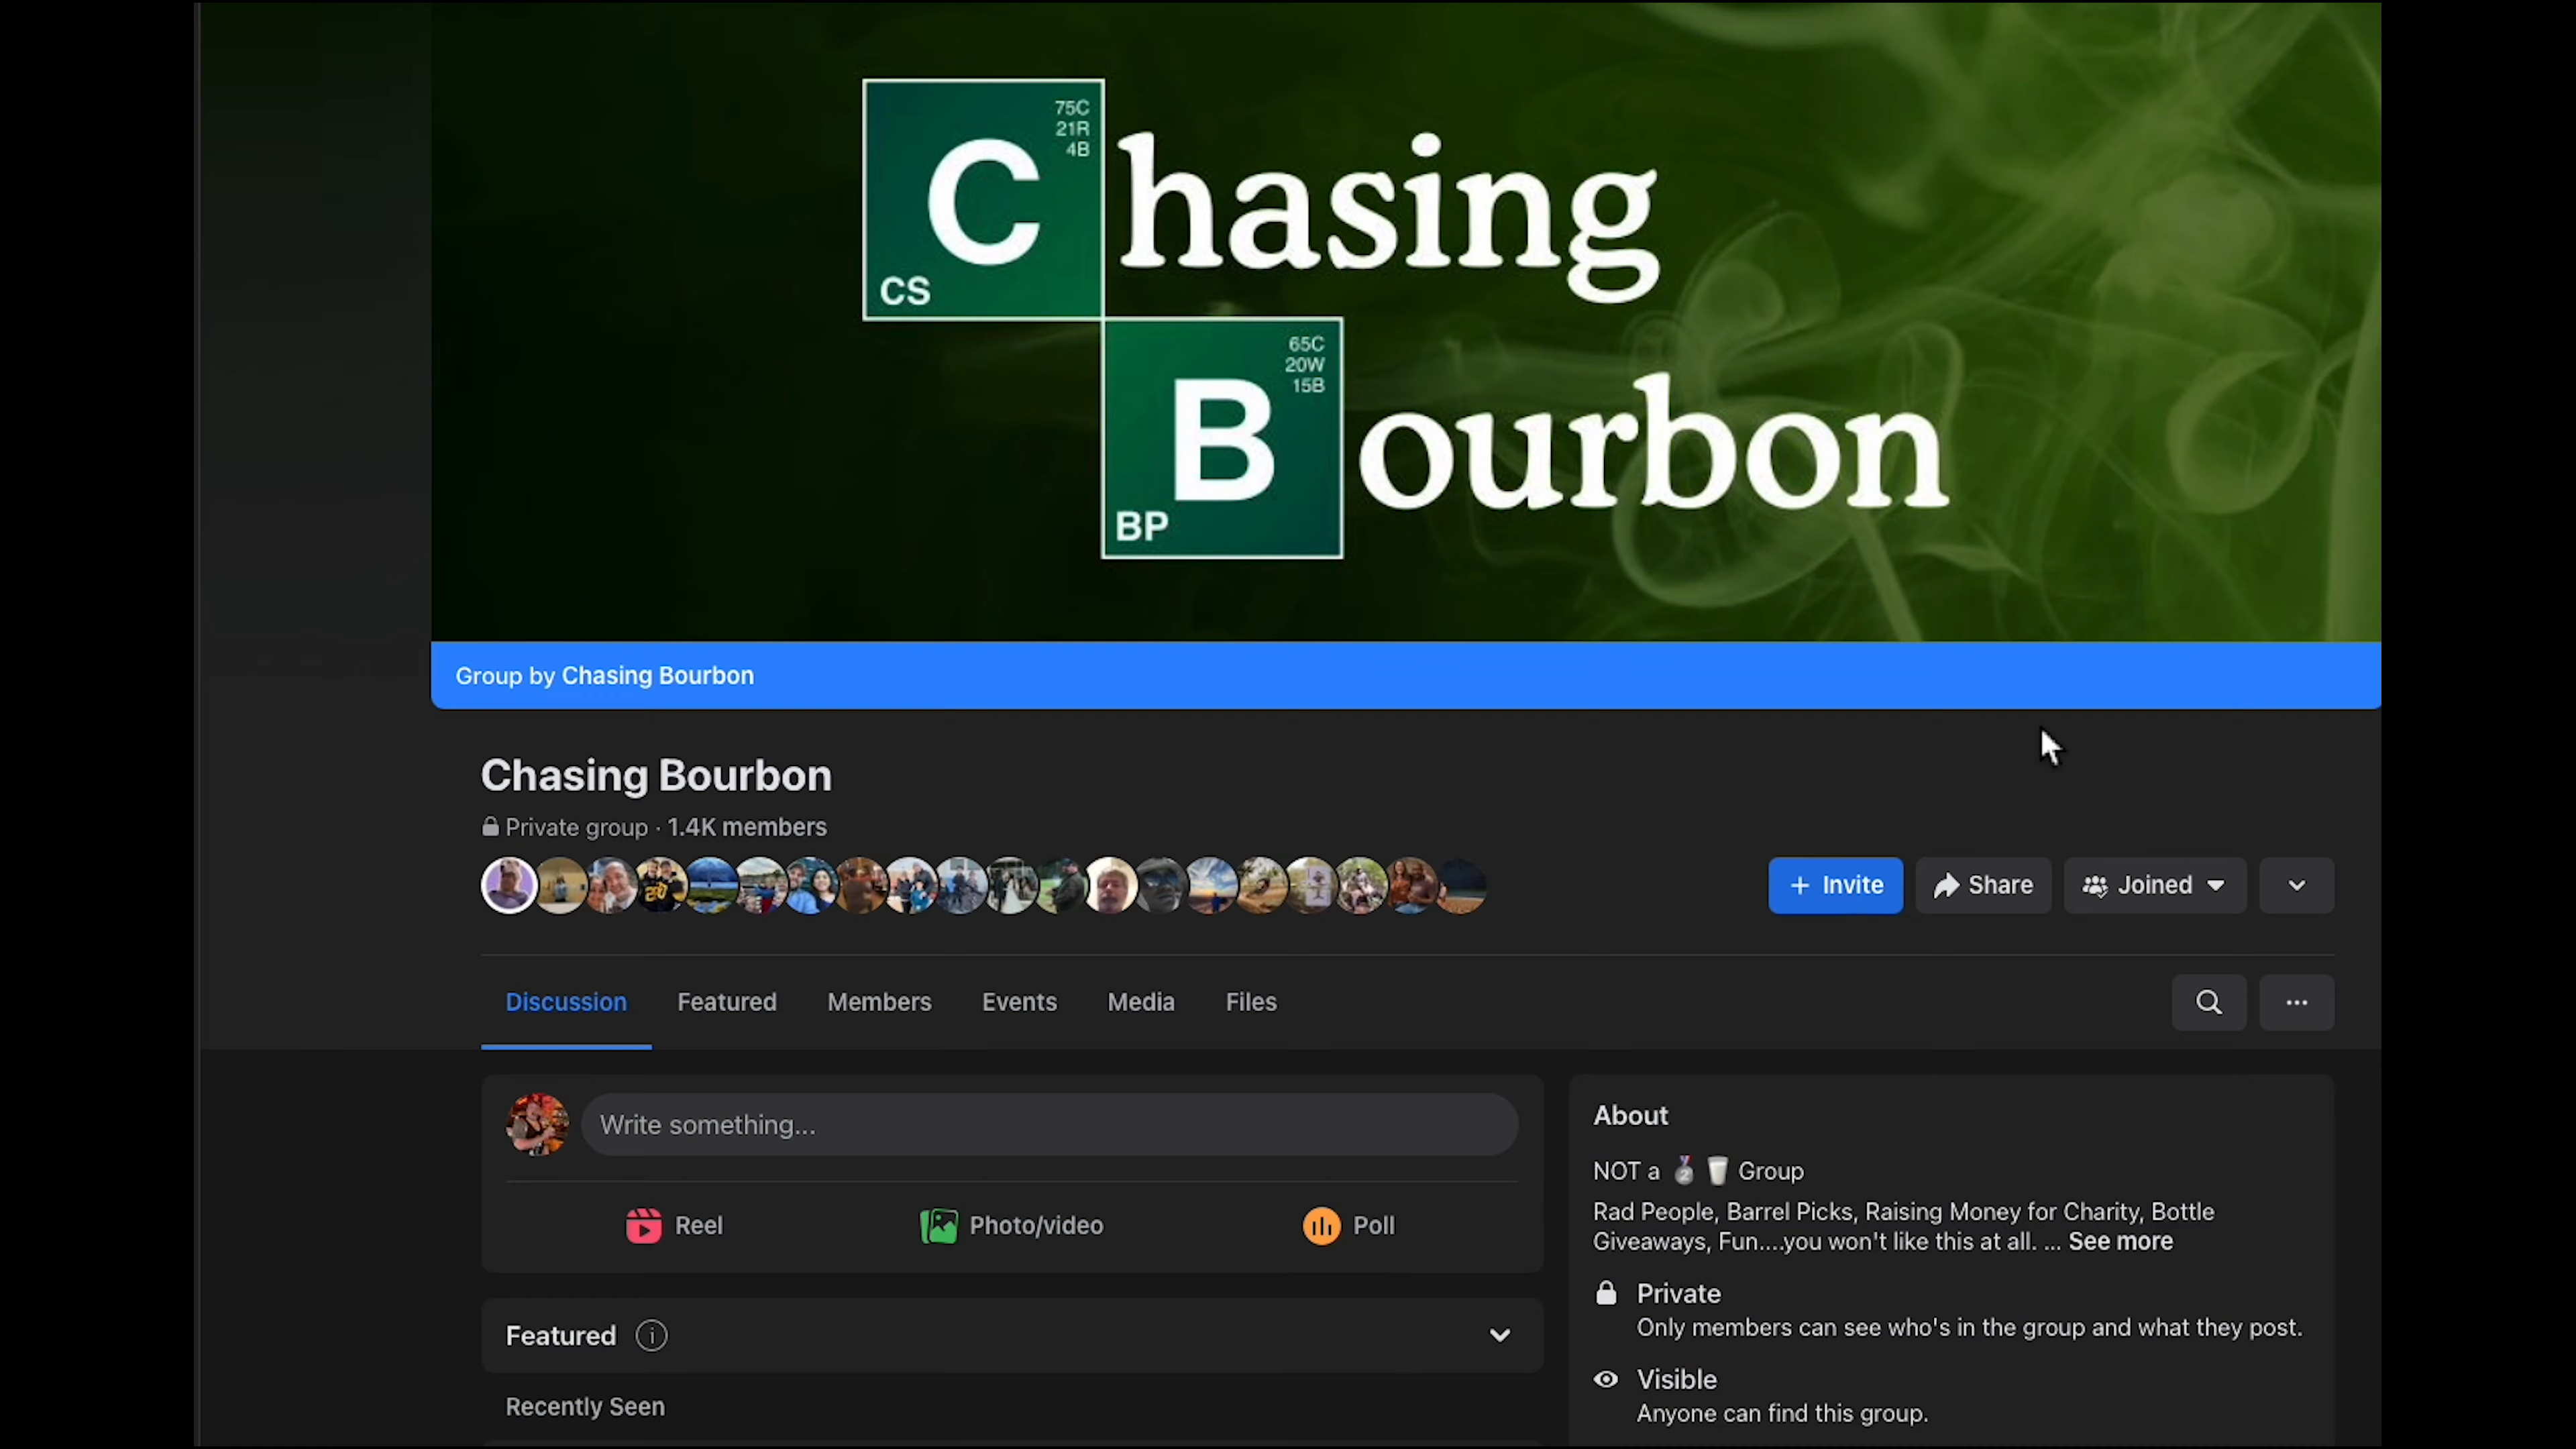 75C
21R
4B
Chasing
CS
65C
20W
15B
Bourbon
BP
Group by Chasing Bourbon
Chasing Bourbon
Private group · 1.4K members
+ Invite
Share
Joined
Discussion
Featured
Members
Events
Media
Files
Write something...
Reel
Photo/video
Poll
Featured
Recently Seen
About
NOT a 🥈🥛 Group
Rad People, Barrel Picks, Raising Money for Charity, Bottle
Giveaways, Fun....you won't like this at all. ... See more
Private
Only members can see who's in the group and what they post.
Visible
Anyone can find this group.